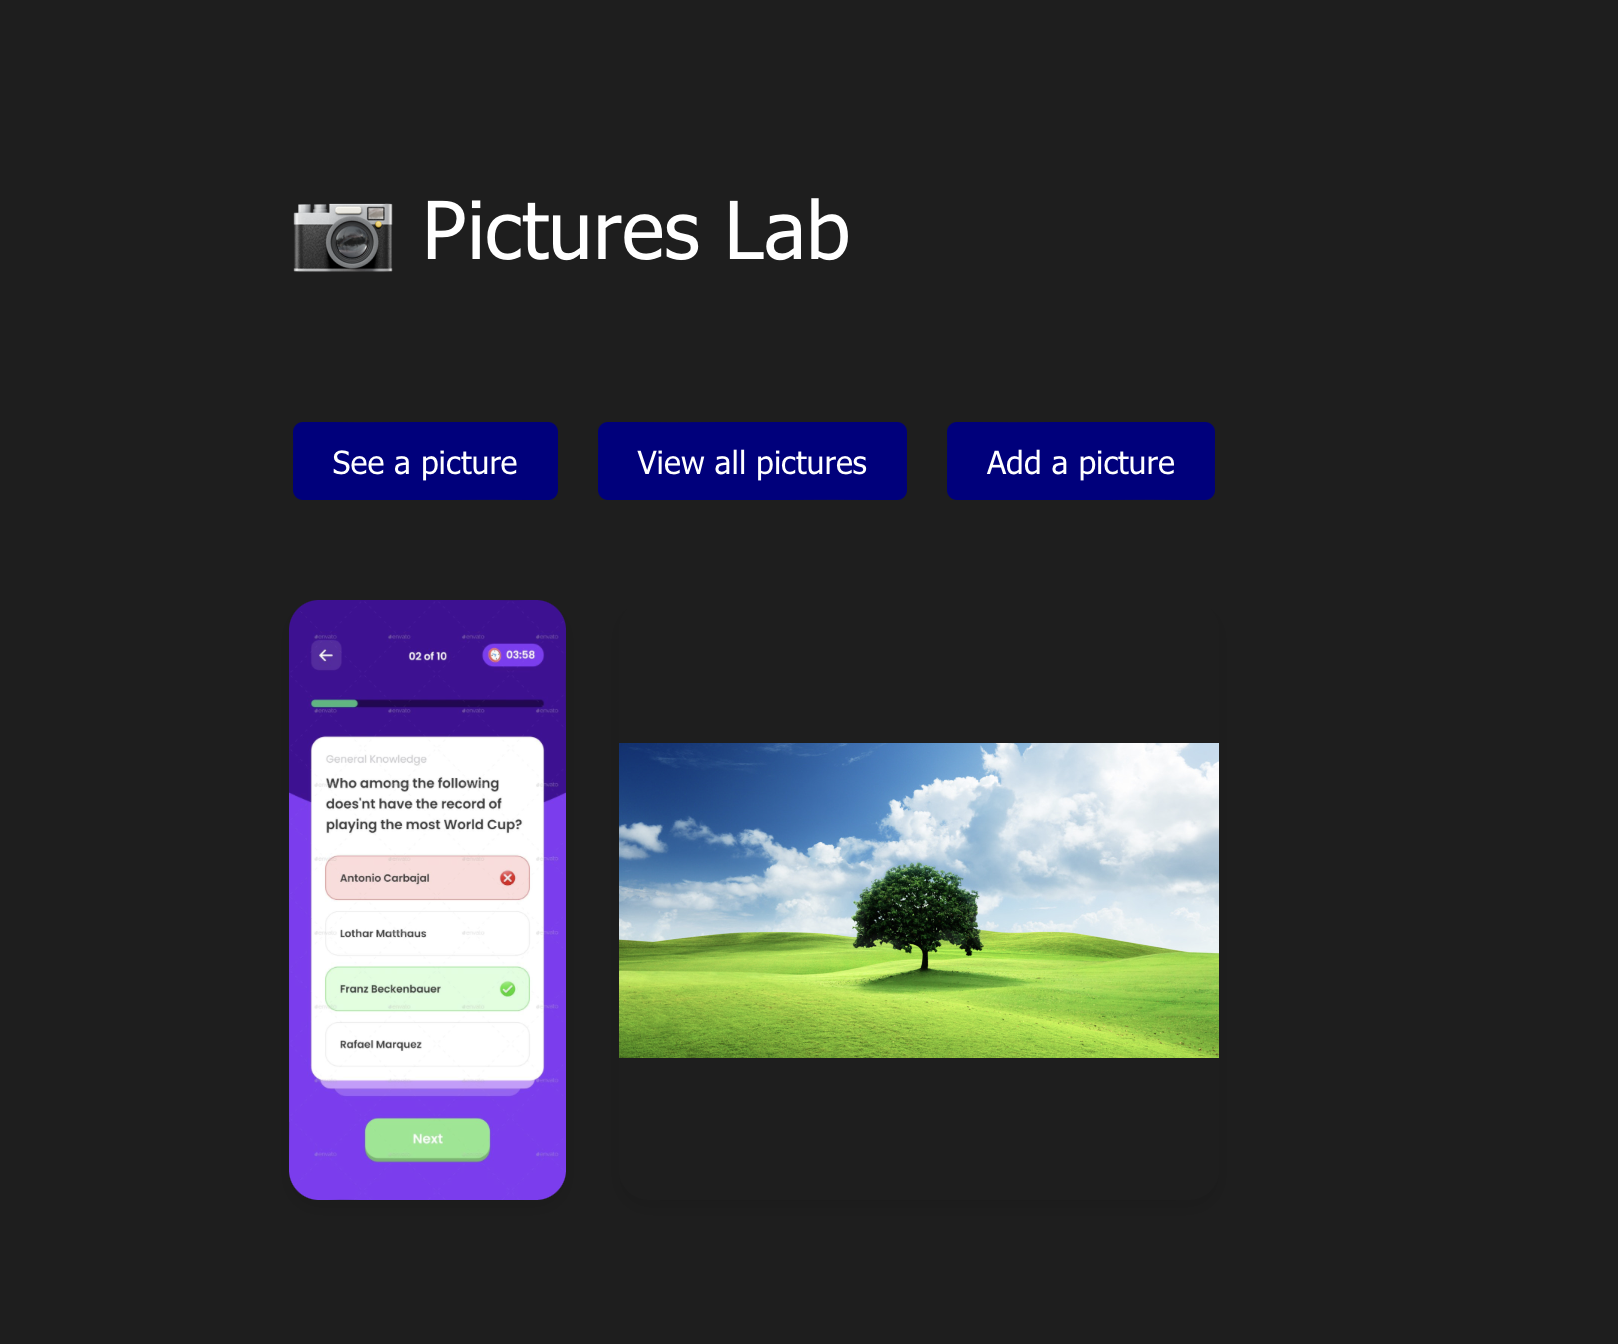 Pictures Lab
See a picture
View all pictures
Add a picture
02 of 10
03:58
General Knowledge
Who among the following
does'nt have the record of
playing the most World Cup?
Antonio Carbajal
Lothar Matthaus
Franz Beckenbauer
Rafael Marquez
Next